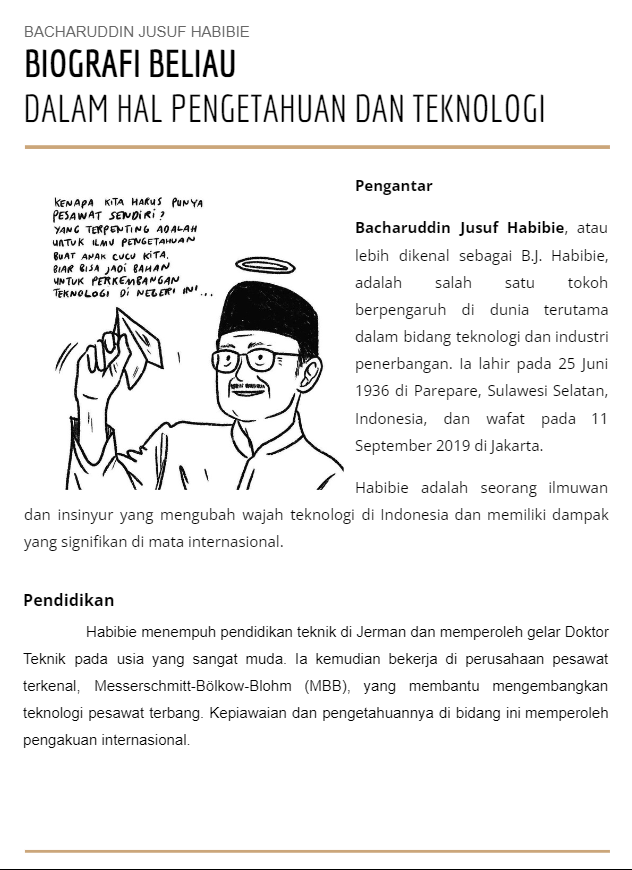 BACHARUDDIN JUSUF HABIBIE
BIOGRAFI BELIAU
DALAM HAL PENGETAHUAN DAN TEKNOLOGI
KENAPA KITA HARUS PUNYA
PESAWAT SENDIRI?
YANG TERPENTING ADALAH
UNTUK ILMU PENGETAHUAN
BUAT ANAK CUCU KITA.
BIAR BISA JADI BAHAN
UNTUK PERKEMBANGAN
TEKNOLOGI DI NEGERI INI...
Pengantar
Bacharuddin Jusuf Habibie, atau
lebih dikenal sebagai B.J. Habibie,
adalah salah satu tokoh
berpengaruh di dunia terutama
dalam bidang teknologi dan industri
penerbangan. Ia lahir pada 25 Juni
1936 di Parepare, Sulawesi Selatan,
Indonesia, dan wafat pada 11
September 2019 di Jakarta.
Habibie adalah seorang ilmuwan
dan insinyur yang mengubah wajah teknologi di Indonesia dan memiliki dampak
yang signifikan di mata internasional.
Pendidikan
Habibie menempuh pendidikan teknik di Jerman dan memperoleh gelar Doktor
Teknik pada usia yang sangat muda. Ia kemudian bekerja di perusahaan pesawat
terkenal, Messerschmitt-Bölkow-Blohm (MBB), yang membantu mengembangkan
teknologi pesawat terbang. Kepiawaian dan pengetahuannya di bidang ini memperoleh
pengakuan internasional.